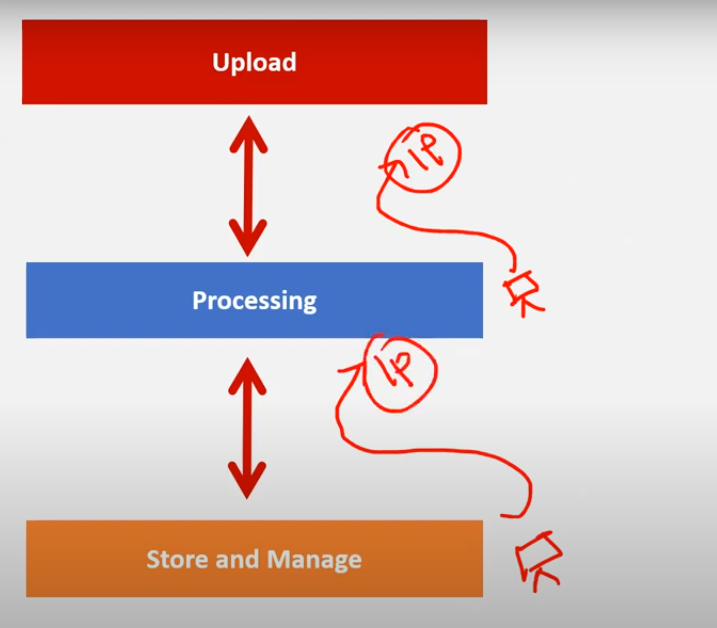 Upload
IP
Processing
IP
Store and Manage